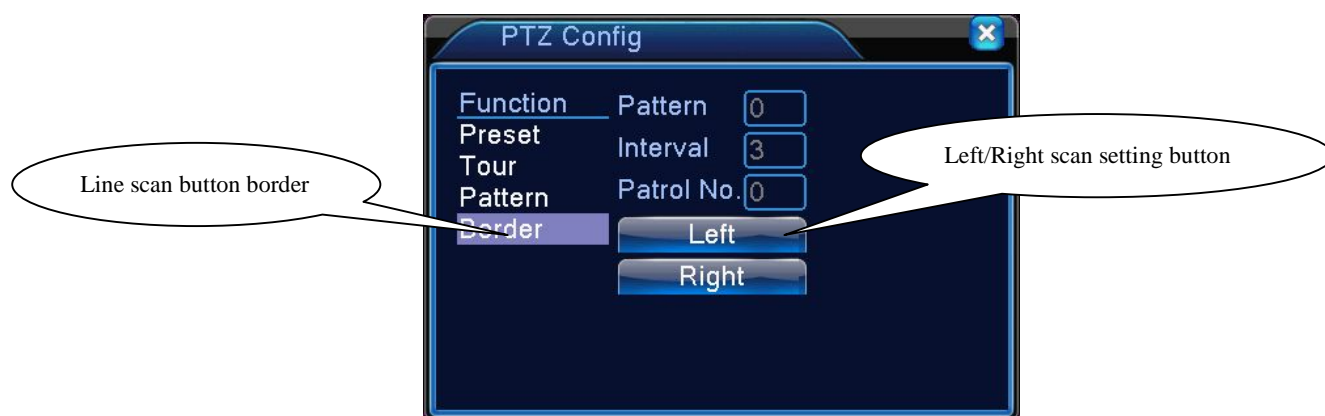 PTZ Config
Function
Preset
Tour
Pattern
Border
Pattern 0
Interval 3
Patrol No. 0
Left
Right
Line scan button border
Left/Right scan setting button